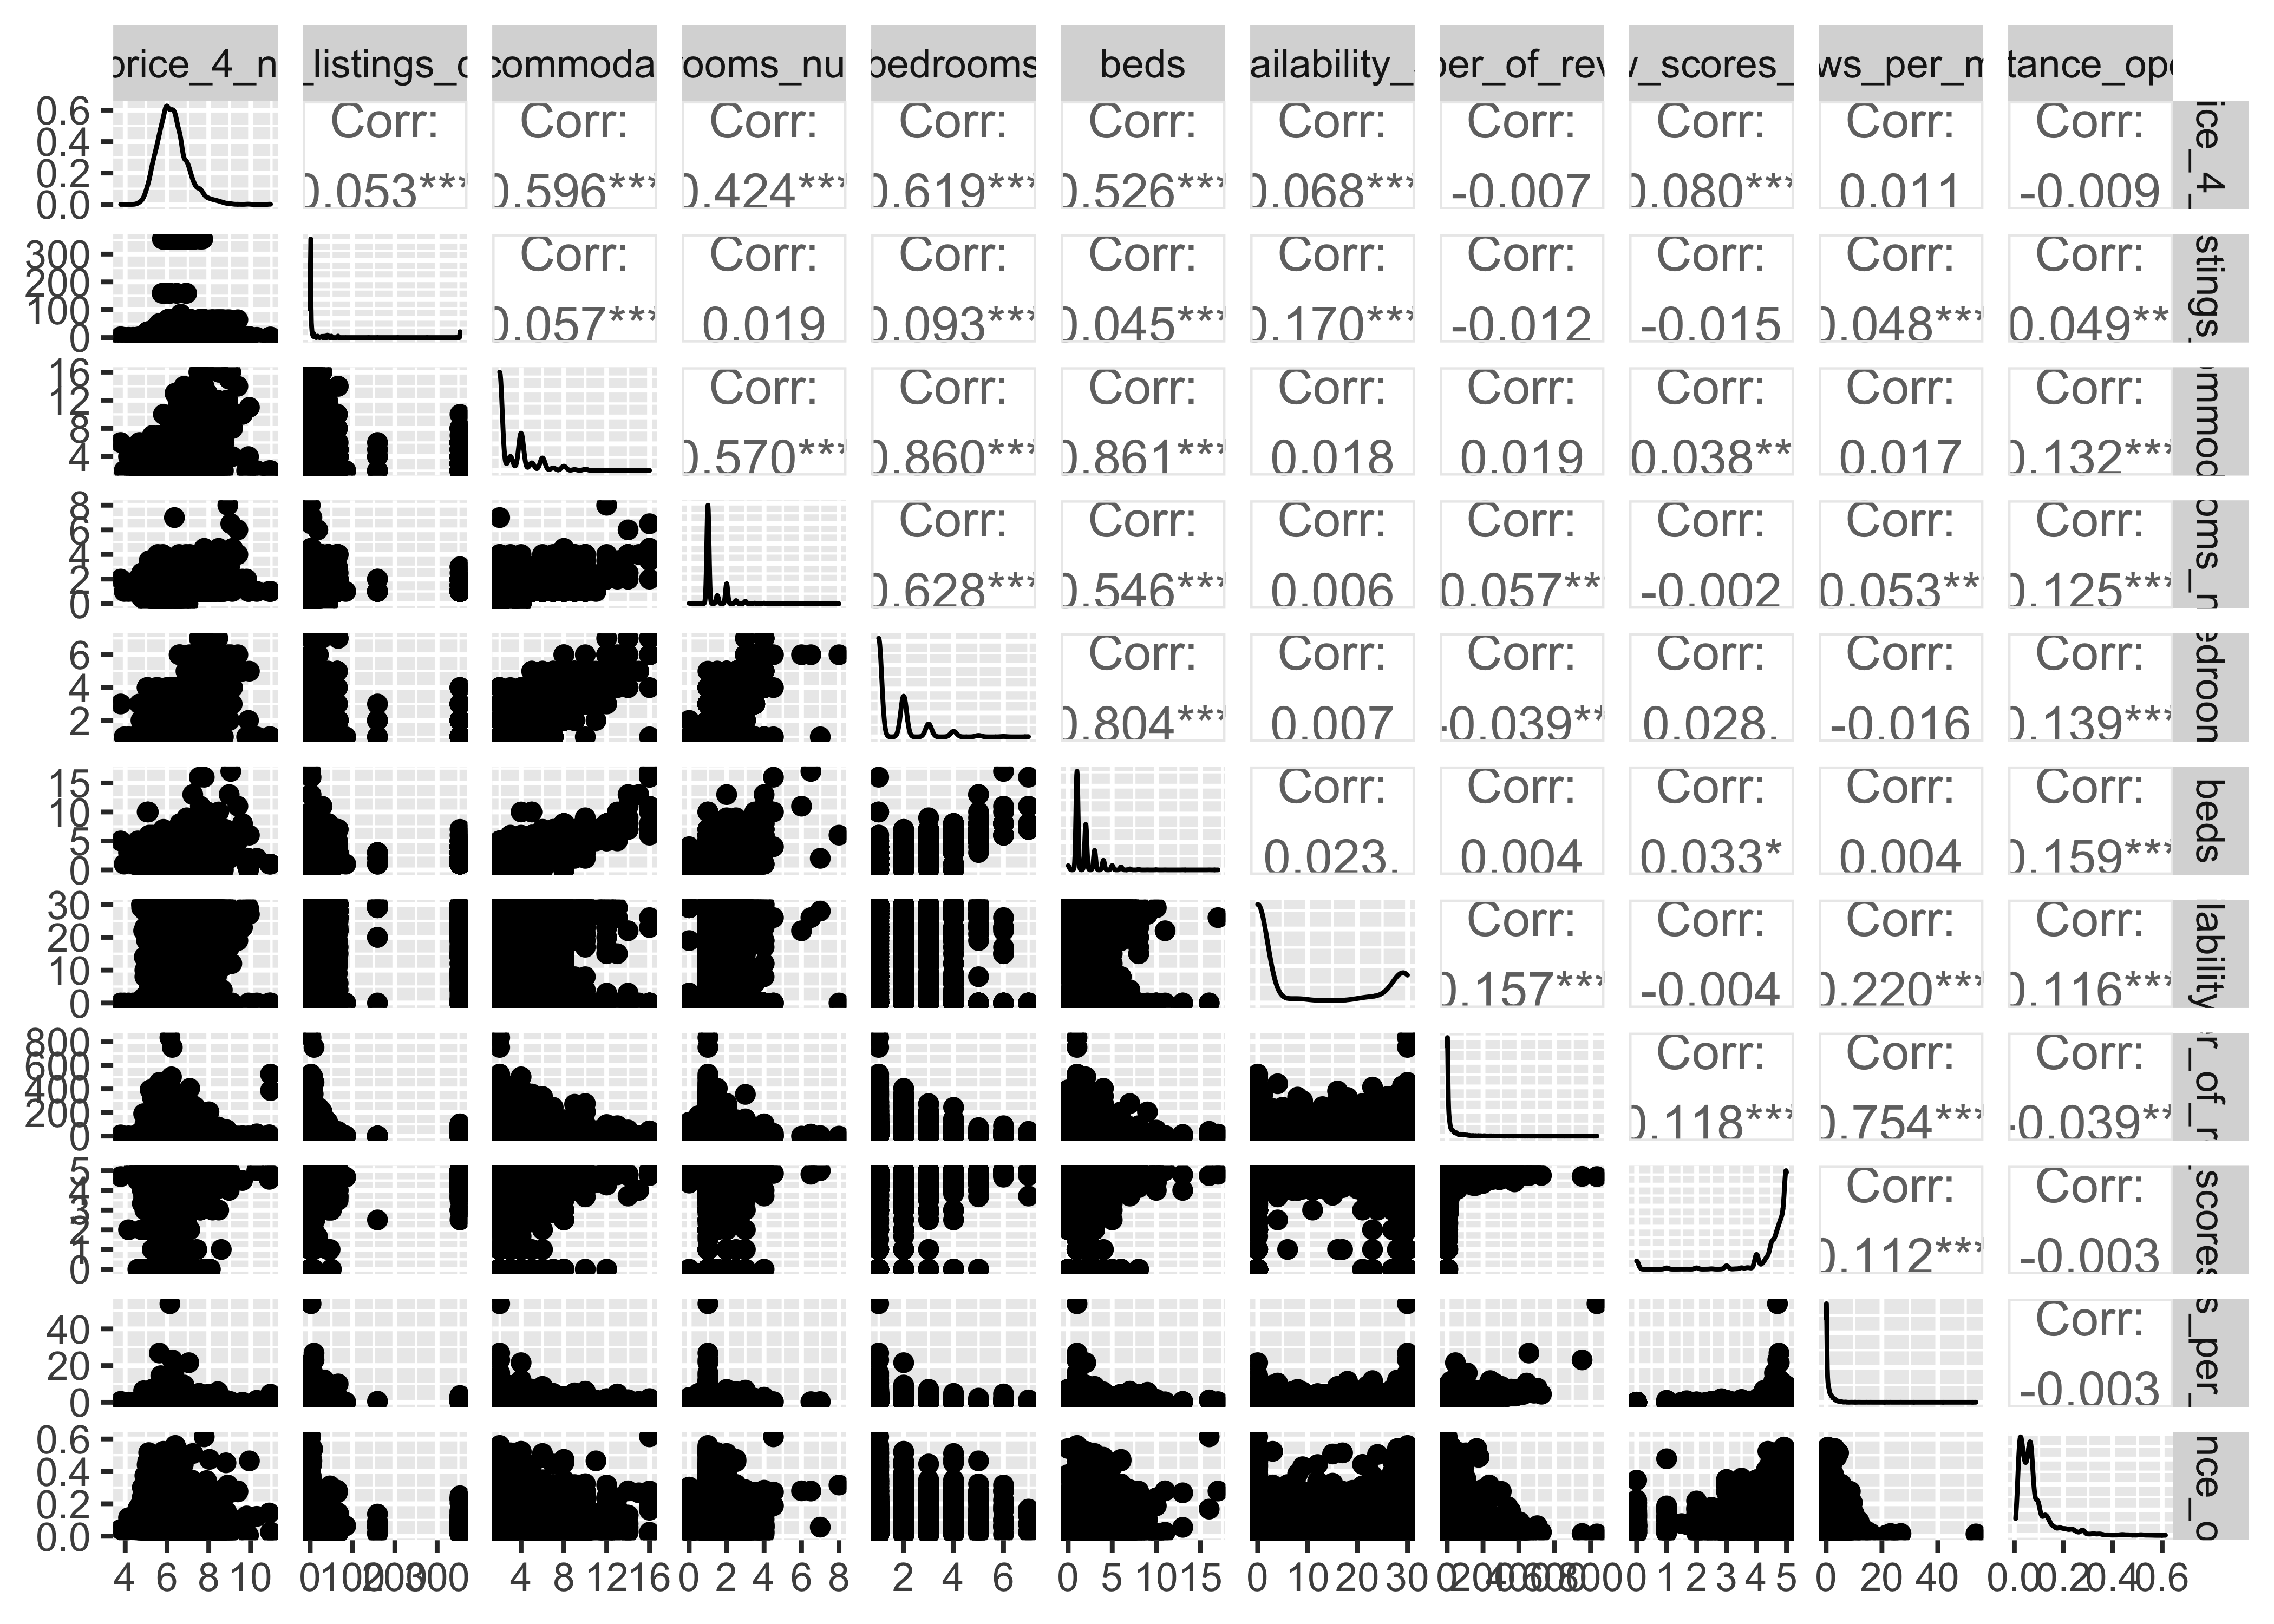 price_4_n
_listings_c
commoda
rooms_nu
bedrooms
beds
ailability_
ber_of_rev
v_scores_
ws_per_m
tance_ope
0.6
0.4
0.2
0.0
Corr:
0.053***
Corr:
0.596***
Corr:
0.424***
Corr:
0.619***
Corr:
0.526***
Corr:
0.068***
Corr:
-0.007
Corr:
0.080***
Corr:
0.011
Corr:
-0.009
ice_4_
300
200
100
0
Corr:
0.057***
Corr:
0.019
Corr:
0.093***
Corr:
0.045***
Corr:
0.170***
Corr:
-0.012
Corr:
-0.015
Corr:
0.048***
Corr:
0.049**
stings_
16
12
8
4
Corr:
0.570***
Corr:
0.860***
Corr:
0.861***
Corr:
0.018
Corr:
0.019
Corr:
0.038**
Corr:
0.017
Corr:
0.132***
ommod
8
6
4
2
0
Corr:
0.628***
Corr:
0.546***
Corr:
0.006
Corr:
0.057**
Corr:
-0.002
Corr:
0.053**
Corr:
0.125***
oms_n
6
4
2
Corr:
0.804***
Corr:
0.007
Corr:
-0.039**
Corr:
0.028.
Corr:
-0.016
Corr:
0.139***
edroon
15
10
5
0
Corr:
0.023.
Corr:
0.004
Corr:
0.033*
Corr:
0.004
Corr:
0.159***
beds
30
20
10
0
Corr:
0.157***
Corr:
-0.004
Corr:
0.220***
Corr:
0.116***
lability
800
600
400
200
0
Corr:
0.118***
Corr:
0.754***
Corr:
-0.039**
r_of_r
5
4
3
2
1
0
Corr:
0.112***
Corr:
-0.003
scores
40
20
0
Corr:
-0.003
s_per_
0.6
0.4
0.2
0.0
nce_o
4 6 8 10
0 100 200 300
4 8 12 16
0 2 4 6 8
2 4 6
0 5 10 15
0 10 20 30
0 200 400 600 800
0 1 2 3 4 5
0 20 40
0.0 0.2 0.4 0.6